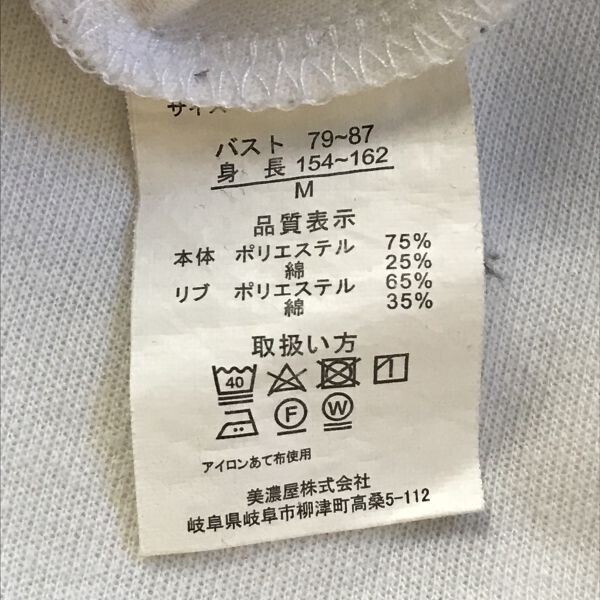 サイズ
バスト 79~87
身 長 154~162
M
品質表示
本体 ポリエステル 75%
綿 25%
リブ ポリエステル 65%
綿 35%
取扱い方
40
F W
アイロンあて布使用
美濃屋株式会社
岐阜県岐阜市柳津町高桑5-112